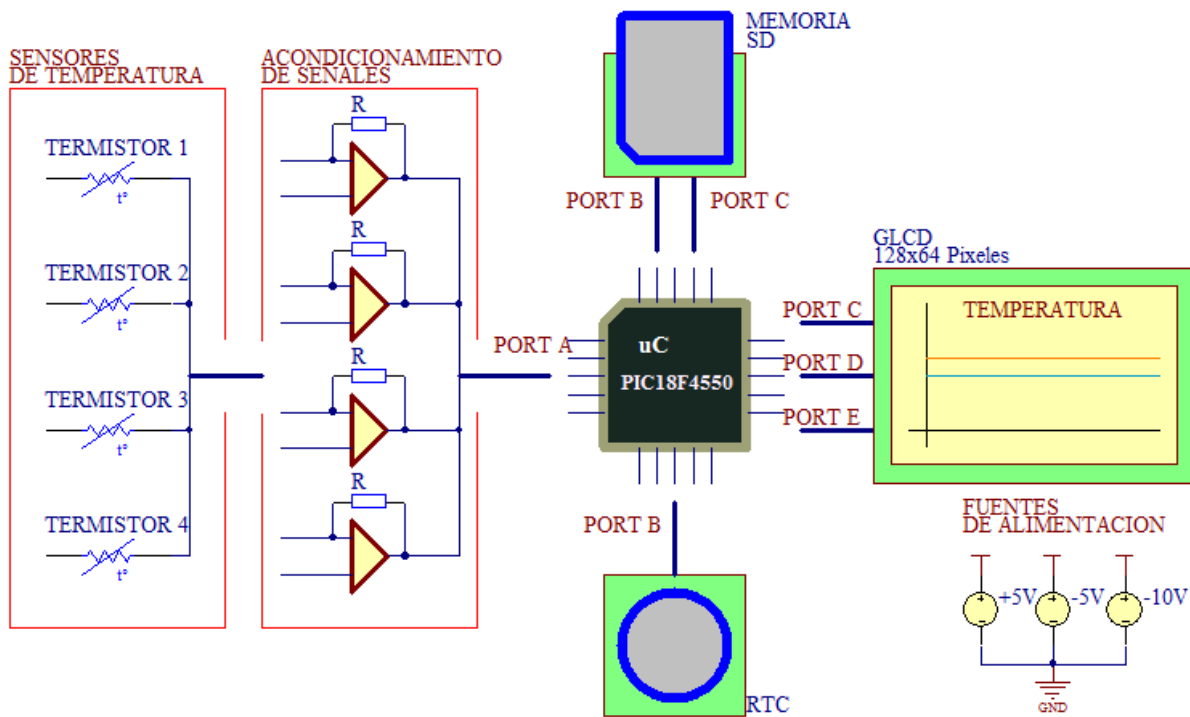 SENSORES
DE TEMPERATURA
TERMISTOR 1
t°
TERMISTOR 2
t°
TERMISTOR 3
t°
TERMISTOR 4
t°
ACONDICIONAMIENTO
DE SEÑALES
R
R
R
R
MEMORIA
SD
PORT B
PORT C
PORT A
uC
PIC18F4550
PORT B
RTC
GLCD
128x64 Pixeles
PORT C
PORT D
PORT E
TEMPERATURA
FUENTES
DE ALIMENTACION
+5V
-5V
-10V
GND